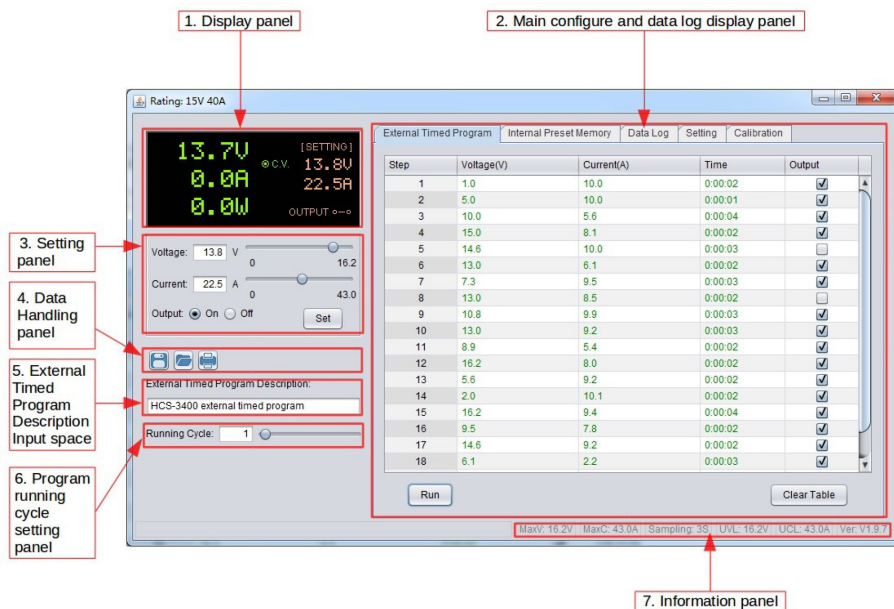 1. Display panel
2. Main configure and data log display panel
Rating: 15V 40A
13.7V
0.0A
0.0W
C.V.
[SETTING]
13.8V
22.5A
OUTPUT
3. Setting
panel
Voltage: 13.8 V
0 16.2
Current: 22.5 A
0 43.0
Output: On Off
Set
4. Data
Handling
panel
5. External
Timed
Program
Description
Input space
External Timed Program Description:
HCS-3400 external timed program
Running Cycle: 1
6. Program
running
cycle
setting
panel
External Timed Program Internal Preset Memory Data Log Setting Calibration
Step Voltage(V) Current(A) Time Output
1 1.0 10.0 0:00:02
2 5.0 10.0 0:00:01
3 10.0 5.6 0:00:04
4 15.0 8.1 0:00:02
5 14.6 10.0 0:00:03
6 13.0 6.1 0:00:02
7 7.3 9.5 0:00:03
8 13.0 8.5 0:00:02
9 10.8 9.9 0:00:03
10 13.0 9.2 0:00:03
11 8.9 5.4 0:00:02
12 16.2 8.0 0:00:02
13 5.6 9.2 0:00:02
14 2.0 10.1 0:00:02
15 16.2 9.4 0:00:04
16 9.5 7.8 0:00:02
17 14.6 9.2 0:00:02
18 6.1 2.2 0:00:03
Run
Clear Table
MaxV: 16.2V MaxC: 43.0A Sampling: 3S UVL: 16.2V UCL: 43.0A Ver: V1.9.7
7. Information panel